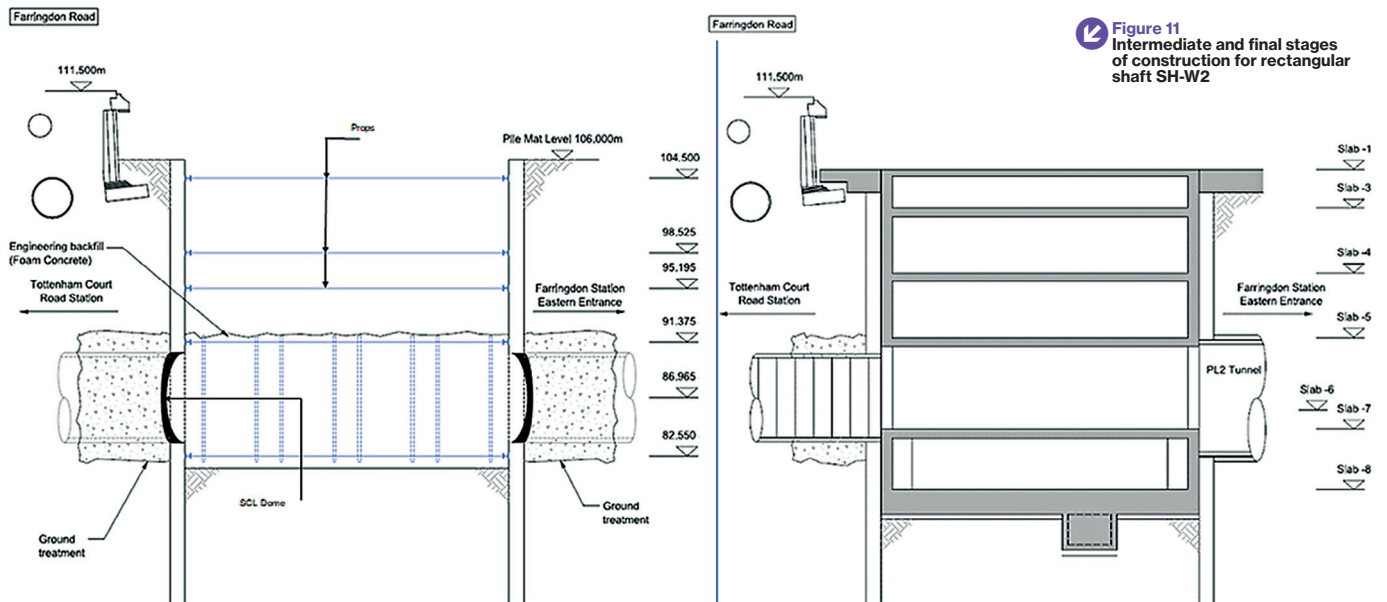 Farringdon Road
111.500m
Props
Pile Mat Level 106.000m
104.500
98.525
95.195
91.375
86.965
82.550
Engineering backfill
(Foam Concrete)
Tottenham Court
Road Station
Farringdon Station
Eastern Entrance
SCL Dome
Ground
treatment
Ground
treatment
Farringdon Road
Figure 11
Intermediate and final stages
of construction for rectangular
shaft SH-W2
111.500m
Slab -1
Slab -3
Slab -4
Tottenham Court
Road Station
Farringdon Station
Eastern Entrance
Slab -5
PL2 Tunnel
Slab -6
Slab -7
Slab -8